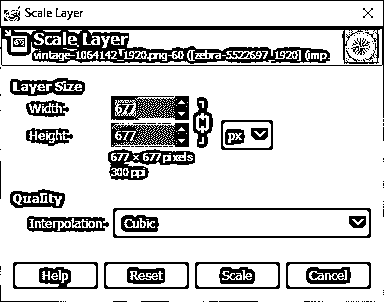 Scale Layer
Scale Layer
vintage-1064142_1920.png-60 ([zebra-5522697_1920] (imp
Layer Size
Width:
677
Height:
677
px
677 x 677 pixels
300 ppi
Quality
Interpolation:
Cubic
Help
Reset
Scale
Cancel